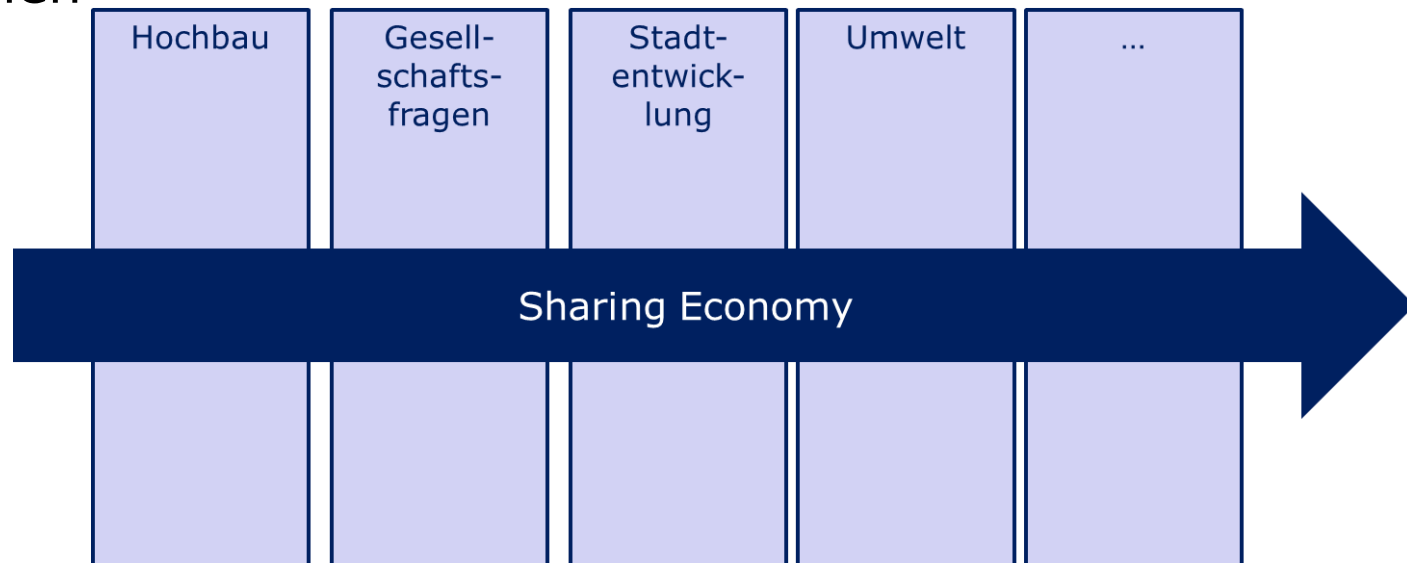 Hochbau
Gesell-
schafts-
fragen
Stadt-
entwick-
lung
Umwelt
...
Sharing Economy